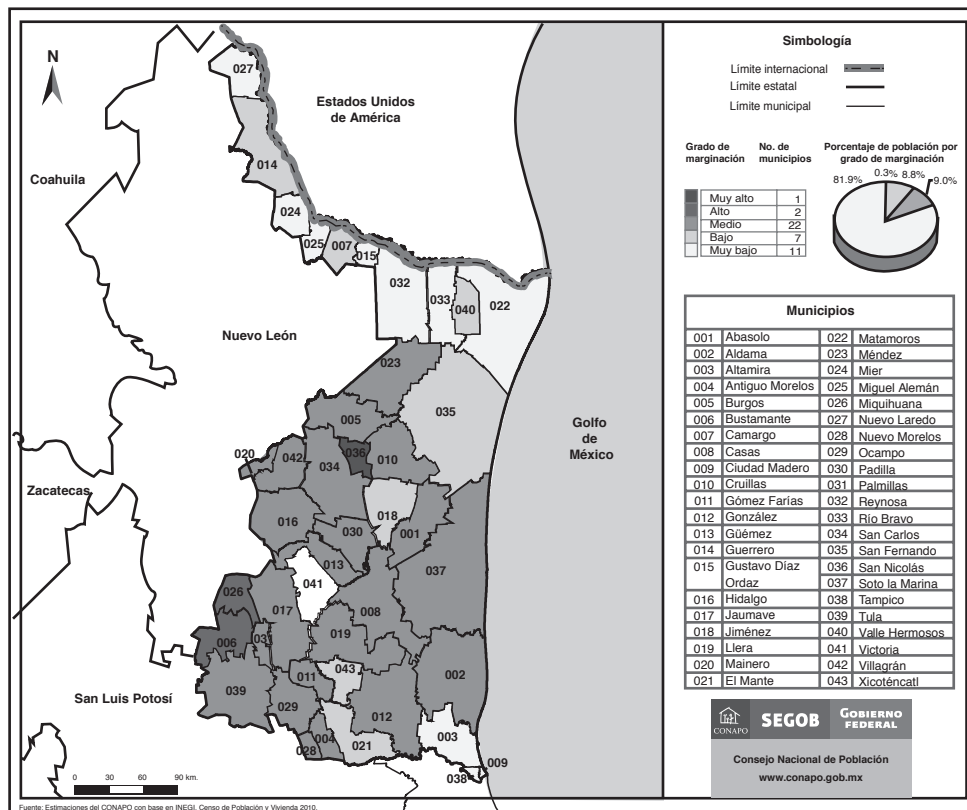 N
027
Estados Unidos
de América
014
Coahuila
024
025
007
015
032
033
040
022
Nuevo León
023
035
005
Golfo
de
México
020
042
034
036
010
Zacatecas
018
016
030
001
013
041
037
026
017
008
006
031
019
043
002
011
San Luis Potosí
039
029
012
003
004
021
028
009
038
0 30 60 90 km.
Fuente: Estimaciones del CONAPO con base en INEGI, Censo de Población y Vivienda 2010.
Simbología
Límite internacional
Límite estatal
Límite municipal
Grado de
marginación
No. de
municipios
Muy alto 1
Alto 2
Medio 22
Bajo 7
Muy bajo 11
Porcentaje de población por
grado de marginación
81.9% 0.3% 8.8% 9.0%
Municipios
001 Abasolo 022 Matamoros
002 Aldama 023 Méndez
003 Altamira 024 Mier
004 Antiguo Morelos 025 Miguel Alemán
005 Burgos 026 Miquihuana
006 Bustamante 027 Nuevo Laredo
007 Camargo 028 Nuevo Morelos
008 Casas 029 Ocampo
009 Ciudad Madero 030 Padilla
010 Cruillas 031 Palmillas
011 Gómez Farías 032 Reynosa
012 González 033 Río Bravo
013 Güémez 034 San Carlos
014 Guerrero 035 San Fernando
015 Gustavo Díaz 036 San Nicolás
Ordaz 037 Soto la Marina
016 Hidalgo 038 Tampico
017 Jaumave 039 Tula
018 Jiménez 040 Valle Hermosos
019 Llera 041 Victoria
020 Mainero 042 Villagrán
021 El Mante 043 Xicoténcatl
CONAPO
SEGOB
GOBIERNO
FEDERAL
Consejo Nacional de Población
www.conapo.gob.mx